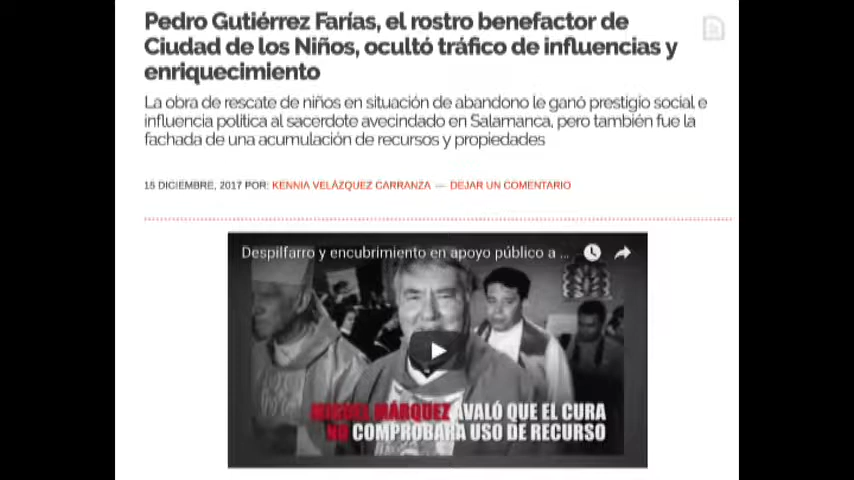 Pedro Gutiérrez Farías, el rostro benefactor de
Ciudad de los Niños, ocultó tráfico de influencias y
enriquecimiento
La obra de rescate de niños en situación de abandono le ganó prestigio social e
influencia política al sacerdote avecindado en Salamanca, pero también fue la
fachada de una acumulación de recursos y propiedades
15 DICIEMBRE, 2017 POR: KENNIA VELÁZQUEZ CARRANZA — DEJAR UN COMENTARIO
Despilfarro y encubrimiento en apoyo público a ...
MIGUEL MÁRQUEZ AVALÓ QUE EL CURA
NO COMPROBARA USO DE RECURSO